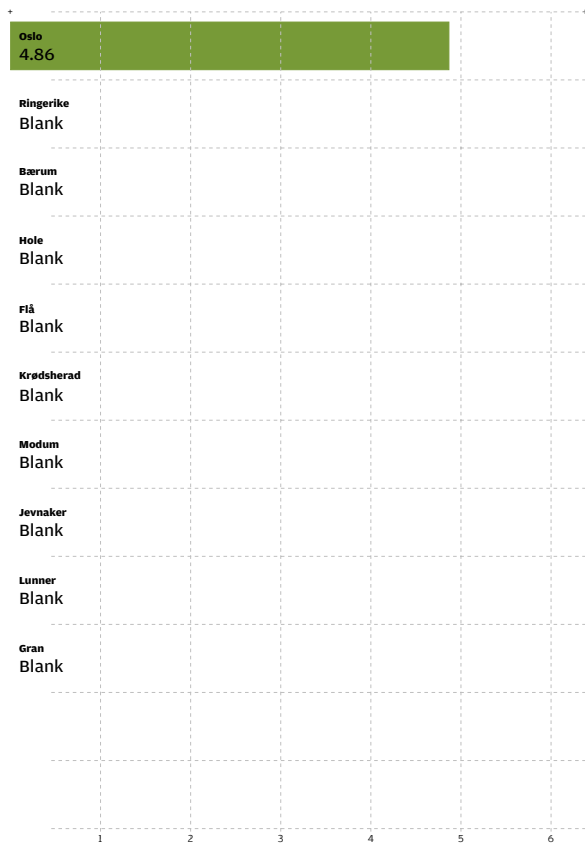 Oslo
4.86
Ringerike
Blank
Bærum
Blank
Hole
Blank
Flå
Blank
Krødsherad
Blank
Modum
Blank
Jevnaker
Blank
Lunner
Blank
Gran
Blank
1 2 3 4 5 6